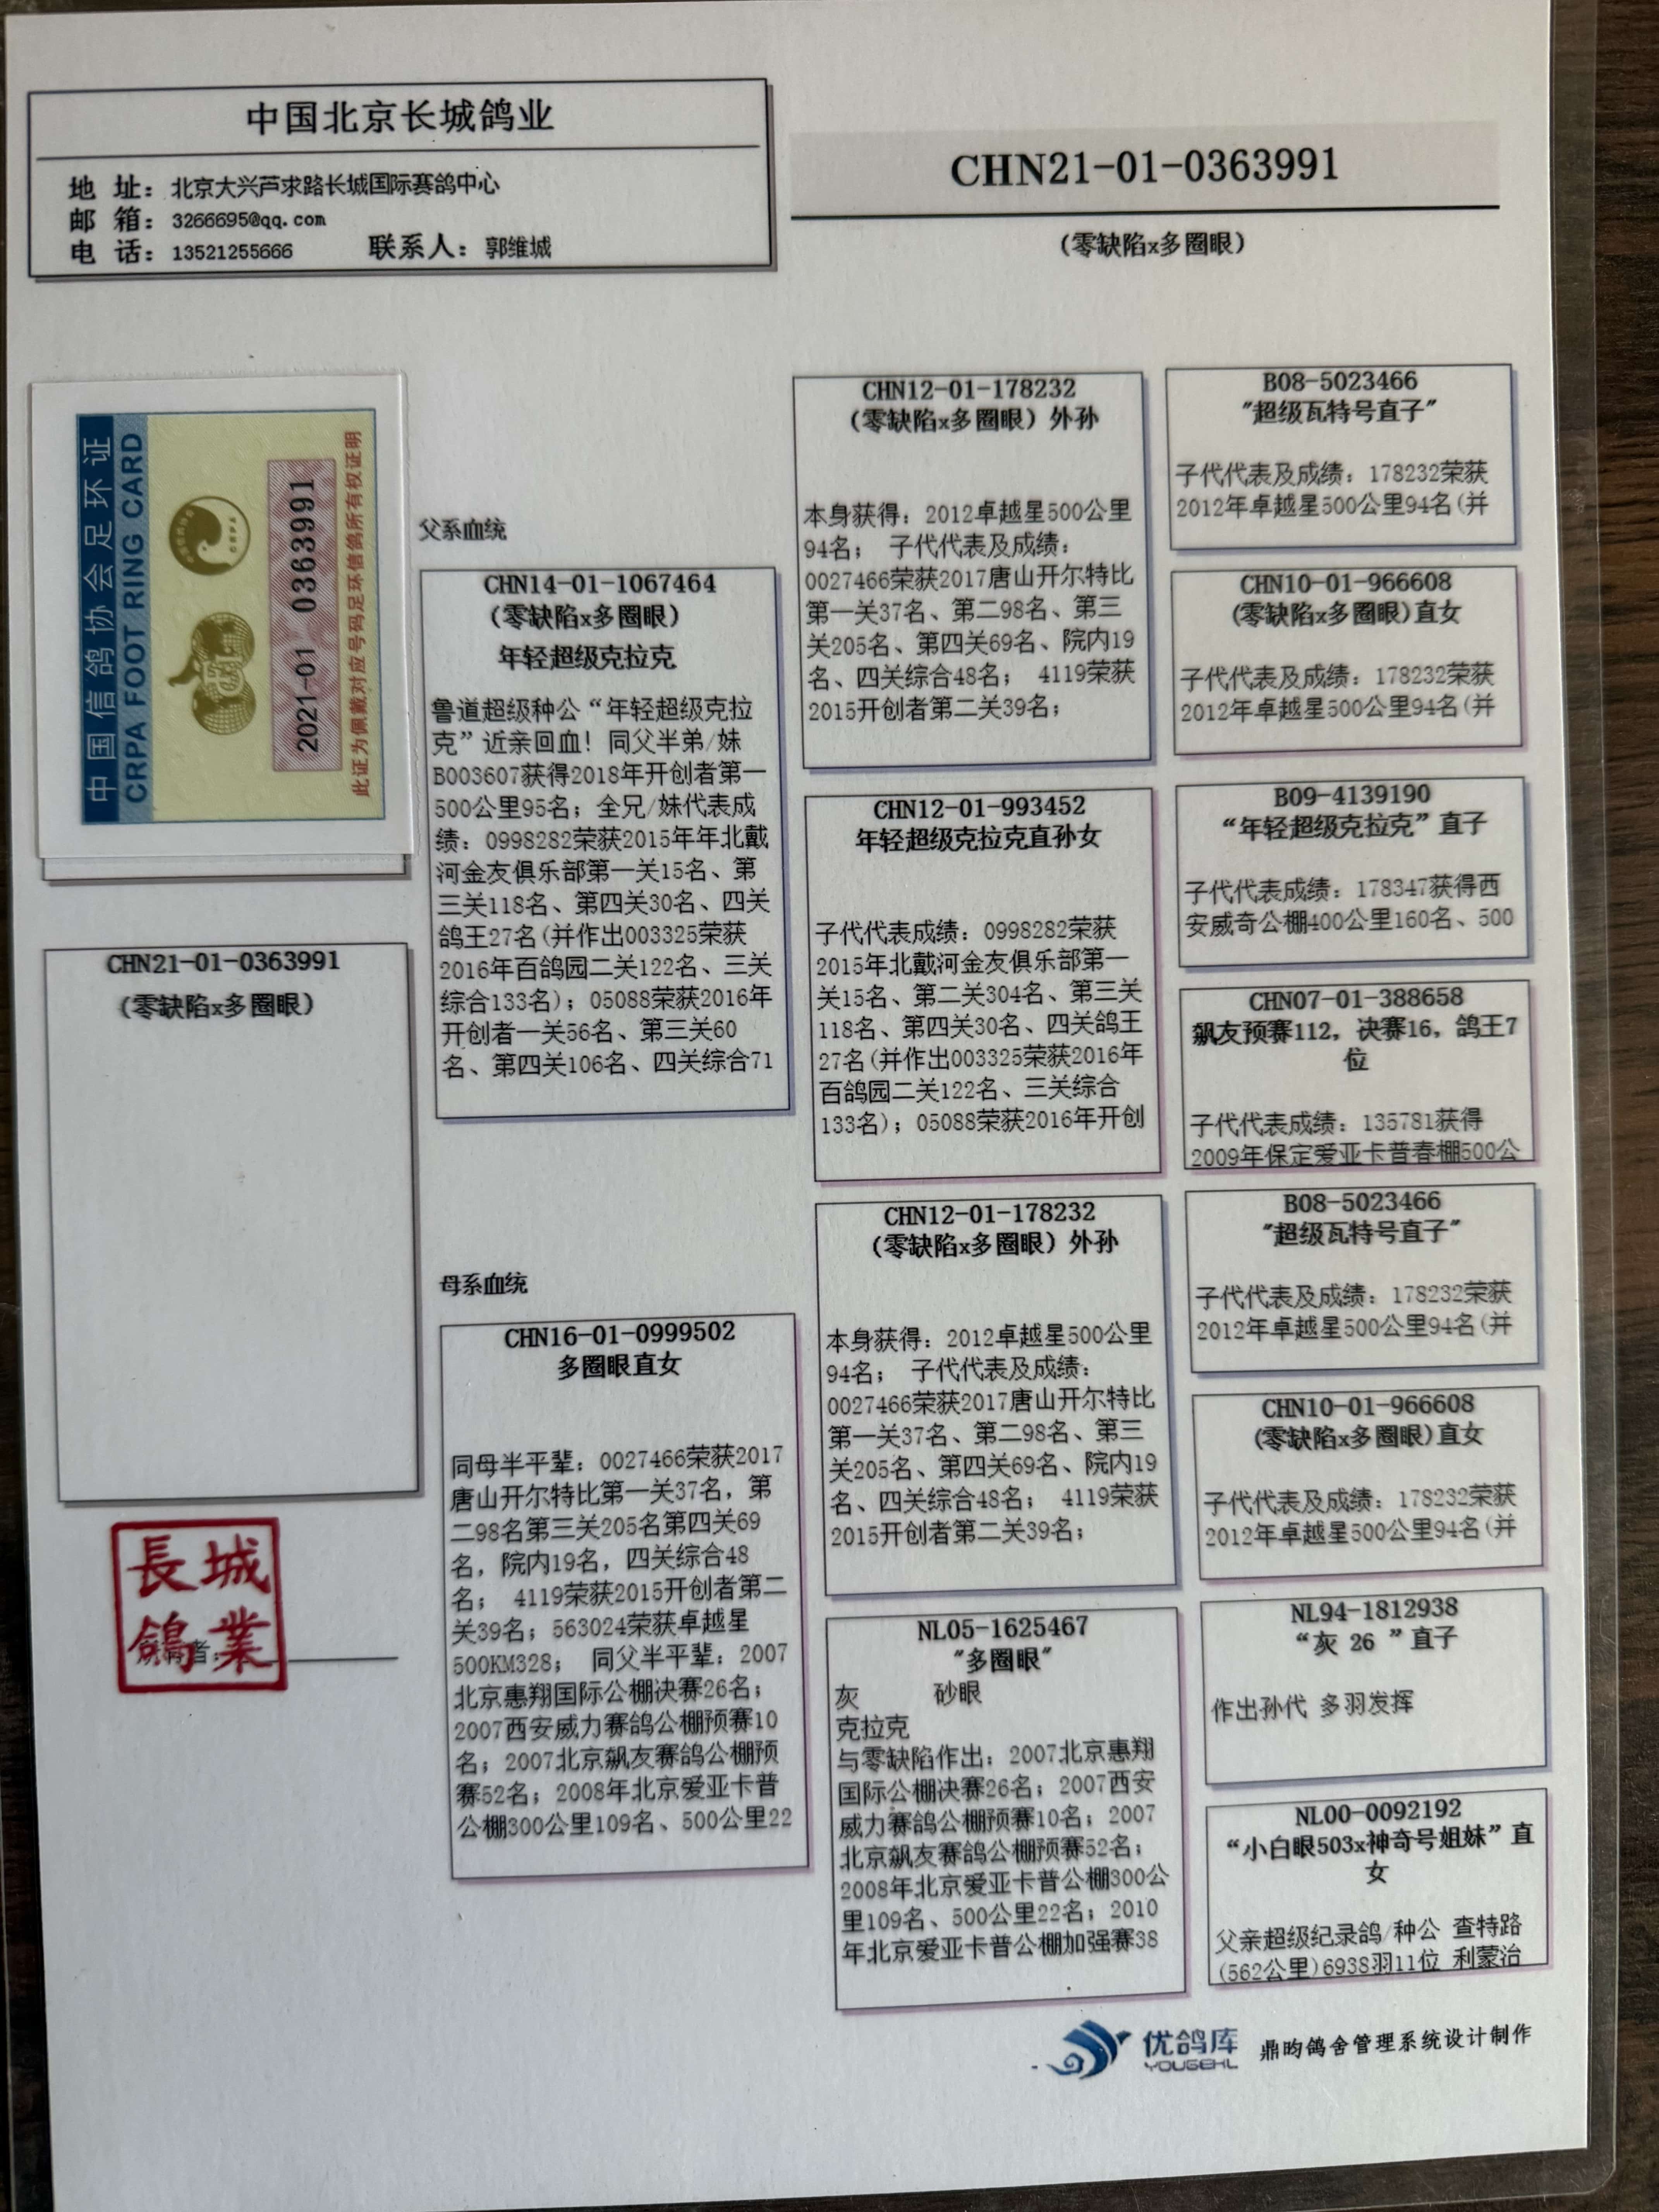 中国北京长城鸽业
地 址：北京大兴芦求路长城国际赛鸽中心
邮 箱：3266695@qq.com
电 话：13521255666 联系人：郭维城
CHN21-01-0363991
(零缺陷x多圈眼)
中国信鸽协会足环证
CRPA FOOT RING CARD
CRPA
2021-01 0363991
此证为佩戴对应号码足环信鸽所有权证明
CHN21-01-0363991
(零缺陷x多圈眼)
長城
鴿業
者：
父系血统
CHN14-01-1067464
(零缺陷x多圈眼)
年轻超级克拉克
鲁道超级种公“年轻超级克拉
克”近亲回血！同父半弟/妹
B003607获得2018年开创者第一
500公里95名；全兄/妹代表成
绩：0998282荣获2015年年北戴
河金友俱乐部第一关15名、第
三关118名、第四关30名、四关
鸽王27名(并作出003325荣获
2016年百鸽园二关122名、三关
综合133名)；05088荣获2016年
开创者一关56名、第三关60
名、第四关106名、四关综合71
母系血统
CHN16-01-0999502
多圈眼直女
同母半平辈：0027466荣获2017
唐山开尔特比第一关37名，第
二98名第三关205名第四关69
名，院内19名，四关综合48
名； 4119荣获2015开创者第二
关39名；563024荣获卓越星
500KM328； 同父半平辈：2007
北京惠翔国际公棚决赛26名；
2007西安威力赛鸽公棚预赛10
名；2007北京飙友赛鸽公棚预
赛52名；2008年北京爱亚卡普
公棚300公里109名、500公里22
CHN12-01-178232
(零缺陷x多圈眼) 外孙
本身获得：2012卓越星500公里
94名； 子代代表及成绩：
0027466荣获2017唐山开尔特比
第一关37名、第二98名、第三
关205名、第四关69名、院内19
名、四关综合48名； 4119荣获
2015开创者第二关39名；
CHN12-01-993452
年轻超级克拉克直孙女
子代代表成绩：0998282荣获
2015年北戴河金友俱乐部第一
关15名、第二关304名、第三关
118名、第四关30名、四关鸽王
27名(并作出003325荣获2016年
百鸽园二关122名、三关综合
133名)；05088荣获2016年开创
CHN12-01-178232
(零缺陷x多圈眼) 外孙
本身获得：2012卓越星500公里
94名； 子代代表及成绩：
0027466荣获2017唐山开尔特比
第一关37名、第二98名、第三
关205名、第四关69名、院内19
名、四关综合48名； 4119荣获
2015开创者第二关39名；
NL05-1625467
"多圈眼"
灰 砂眼
克拉克
与零缺陷作出：2007北京惠翔
国际公棚决赛26名；2007西安
威力赛鸽公棚预赛10名；2007
北京飙友赛鸽公棚预赛52名；
2008年北京爱亚卡普公棚300公
里109名、500公里22名；2010
年北京爱亚卡普公棚加强赛38
B08-5023466
"超级瓦特号直子"
子代代表及成绩：178232荣获
2012年卓越星500公里94名(并
CHN10-01-966608
(零缺陷x多圈眼)直女
子代代表及成绩：178232荣获
2012年卓越星500公里94名(并
B09-4139190
“年轻超级克拉克”直子
子代代表成绩：178347获得西
安威奇公棚400公里160名、500
CHN07-01-388658
飙友预赛112，决赛16，鸽王7
位
子代代表成绩：135781获得
2009年保定爱亚卡普春棚500公
B08-5023466
"超级瓦特号直子"
子代代表及成绩：178232荣获
2012年卓越星500公里94名(并
CHN10-01-966608
(零缺陷x多圈眼)直女
子代代表及成绩：178232荣获
2012年卓越星500公里94名(并
NL94-1812938
“灰 26 ”直子
作出孙代 多羽发挥
NL00-0092192
“小白眼503x神奇号姐妹”直
女
父亲超级纪录鸽/种公 查特路
(562公里)6938羽11位 利蒙治
优鸽库
YOUGEKU
鼎昀鸽舍管理系统设计制作